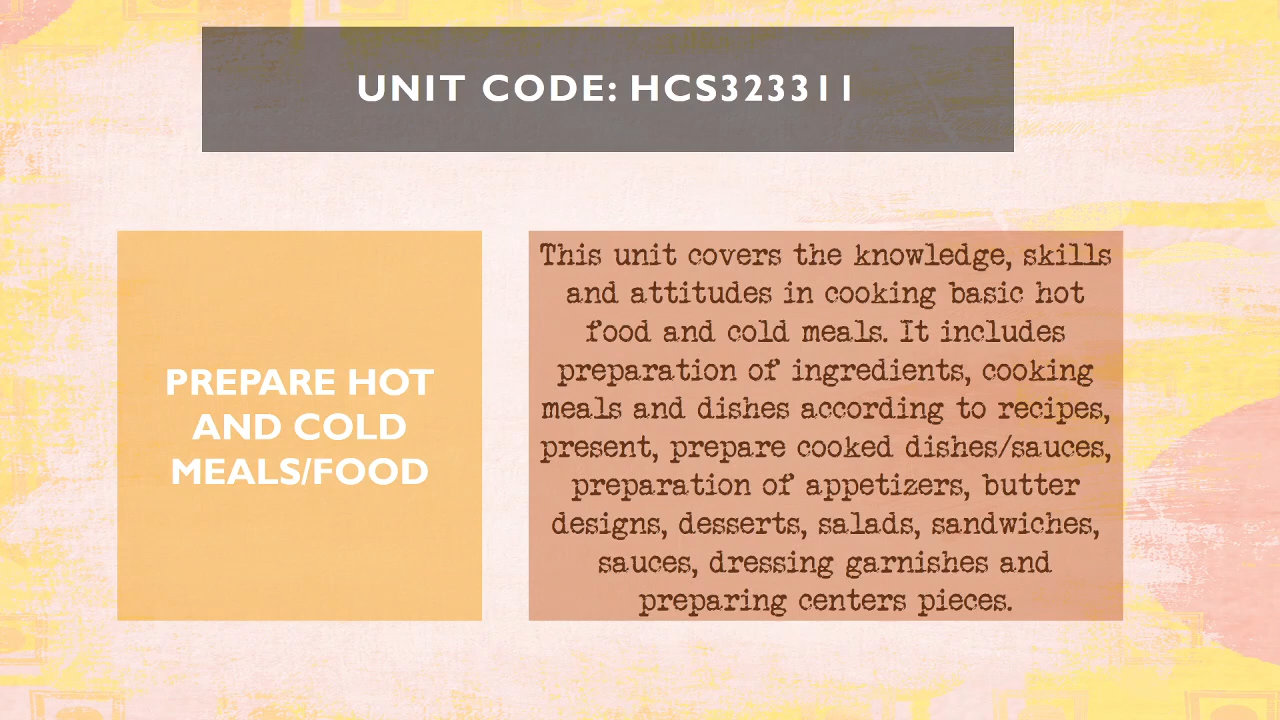 UNIT CODE: HCS323311
PREPARE HOT
AND COLD
MEALS/FOOD
This unit covers the knowledge, skills
and attitudes in cooking basic hot
food and cold meals. It includes
preparation of ingredients, cooking
meals and dishes according to recipes,
present, prepare cooked dishes/sauces,
preparation of appetizers, butter
designs, desserts, salads, sandwiches,
sauces, dressing garnishes and
preparing centers pieces.